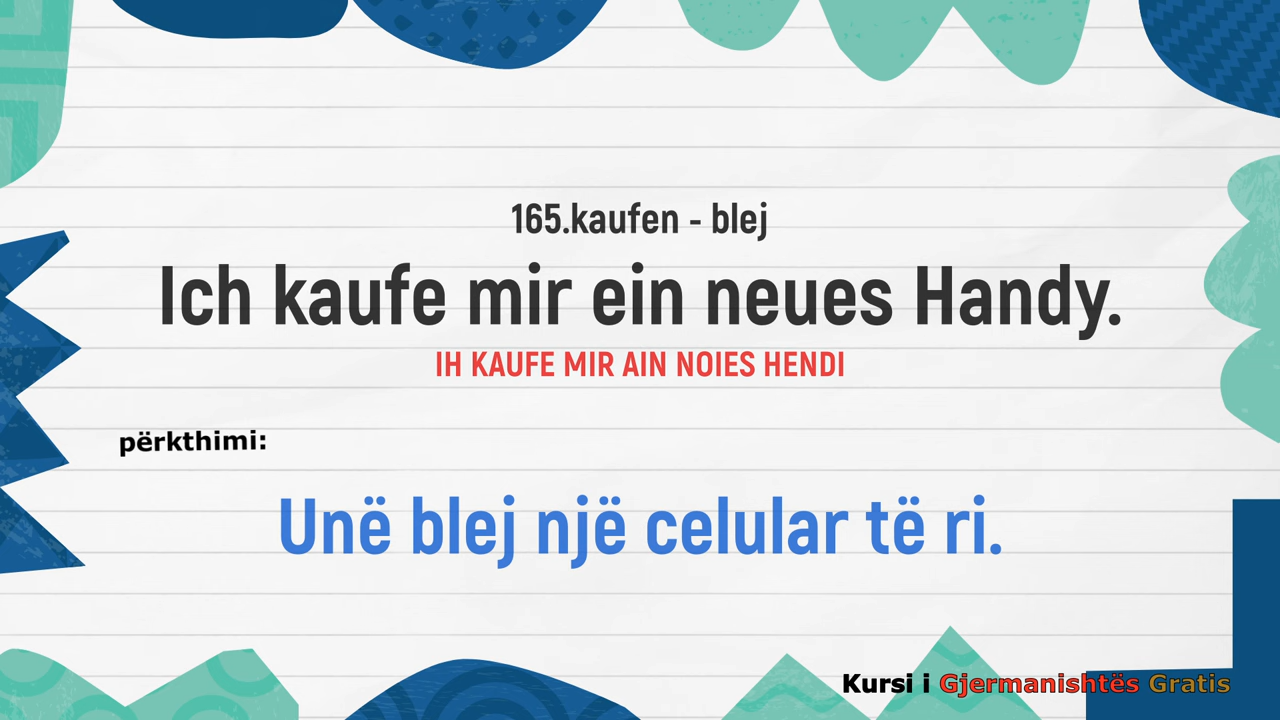 165.kaufen - blej
Ich kaufe mir ein neues Handy.
IH KAUFE MIR AIN NOIES HENDI
përkthimi:
Unë blej një celular të ri.
Kursi i Gjermanishtës Gratis